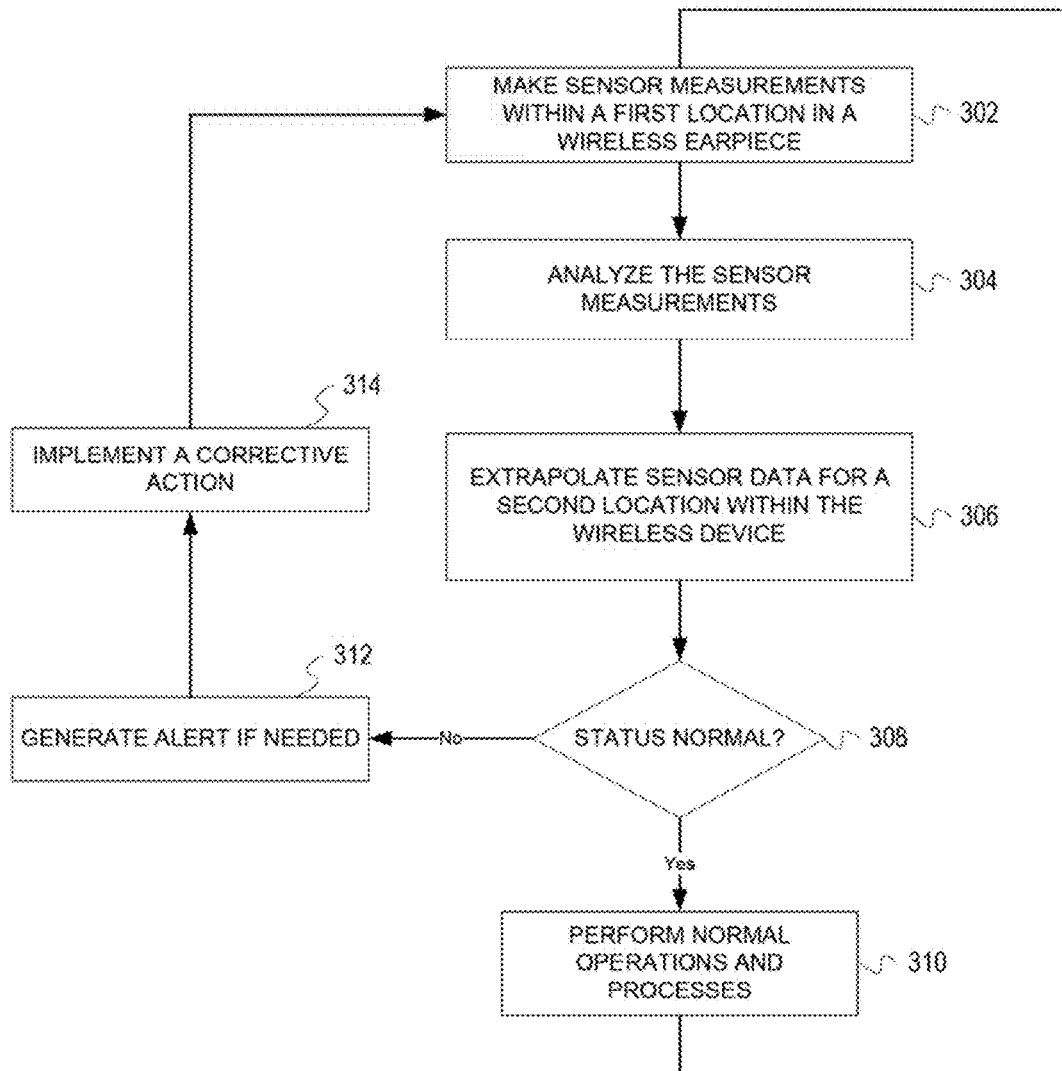 MAKE SENSOR MEASUREMENTS
WITHIN A FIRST LOCATION IN A
WIRELESS EARPIECE
302
ANALYZE THE SENSOR
MEASUREMENTS
304
314
IMPLEMENT A CORRECTIVE
ACTION
EXTRAPOLATE SENSOR DATA FOR A
SECOND LOCATION WITHIN THE
WIRELESS DEVICE
306
312
GENERATE ALERT IF NEEDED
No
STATUS NORMAL?
308
Yes
PERFORM NORMAL
OPERATIONS AND
PROCESSES
310